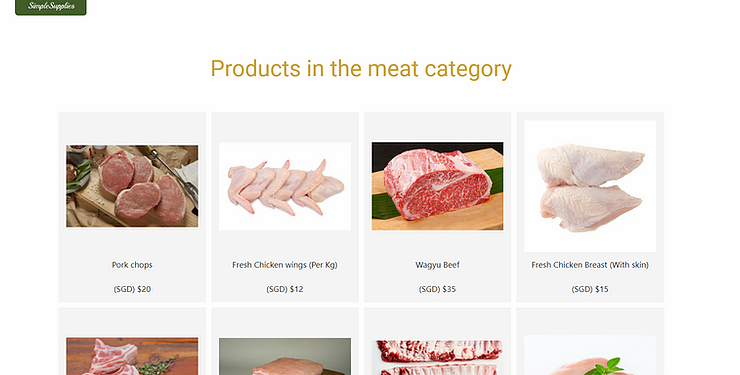 SimpleSupplies
Products in the meat category
Pork chops
(SGD) $20
Fresh Chicken wings (Per Kg)
(SGD) $12
Wagyu Beef
(SGD) $35
Fresh Chicken Breast (With skin)
(SGD) $15